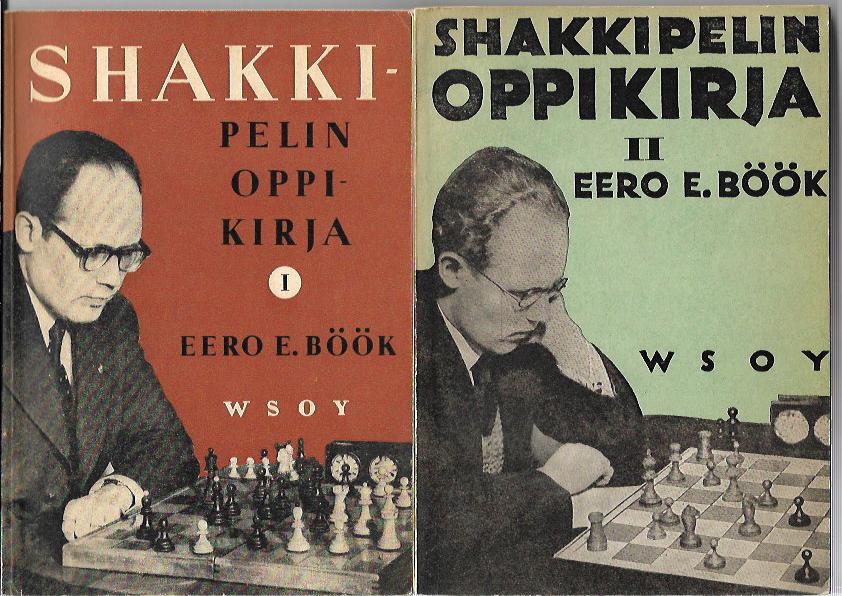 SHAKKI-
PELIN
OPPI-
KIRJA
I
EERO E. BÖÖK
WSOY
SHAKKIPELIN
OPPIKIRJA
II
EERO E. BÖÖK
WSOY